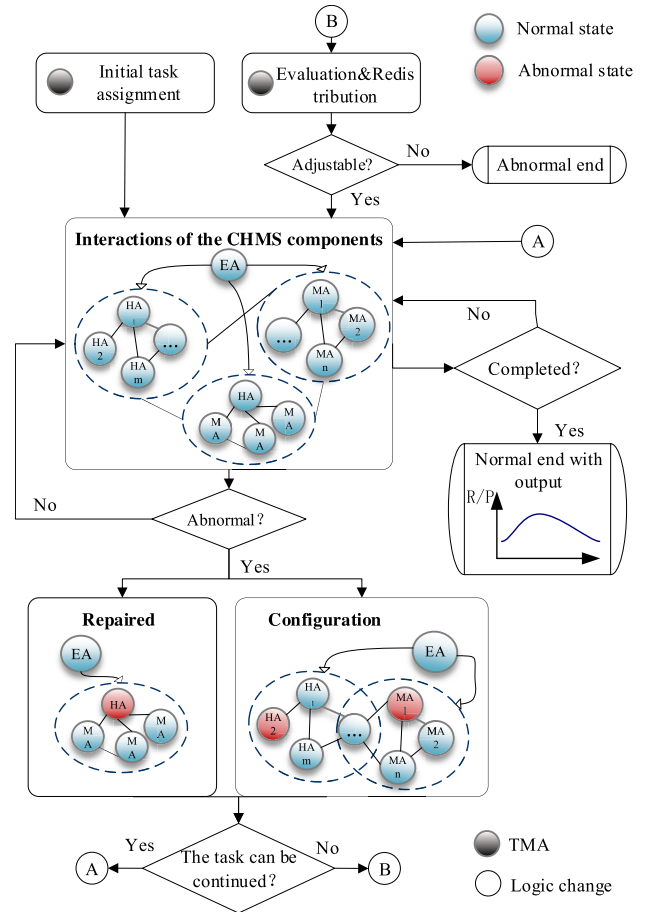 B
Normal state
Abnormal state
Initial task
assignment
Evaluation&Redis
tribution
Adjustable?
No
Abnormal end
Yes
Interactions of the CHMS components
A
EA
HA
1
HA
2
...
HA
m
MA
1
MA
2
...
MA
n
HA
M
A
M
A
M
A
No
Completed?
Yes
Normal end with
output
R/P
No
Abnormal?
Yes
Repaired
EA
HA
M
A
M
A
M
A
Configuration
EA
HA
1
HA
2
HA
m
...
MA
1
MA
2
MA
n
Yes
No
A
The task can be
continued?
B
TMA
Logic change